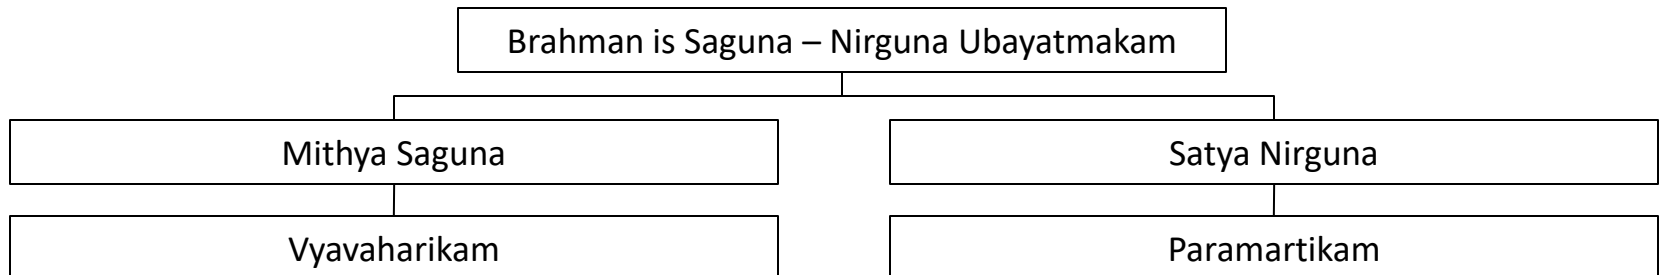 Brahman is Saguna – Nirguna Ubayatmakam
Mithya Saguna
Satya Nirguna
Vyavaharikam
Paramartikam